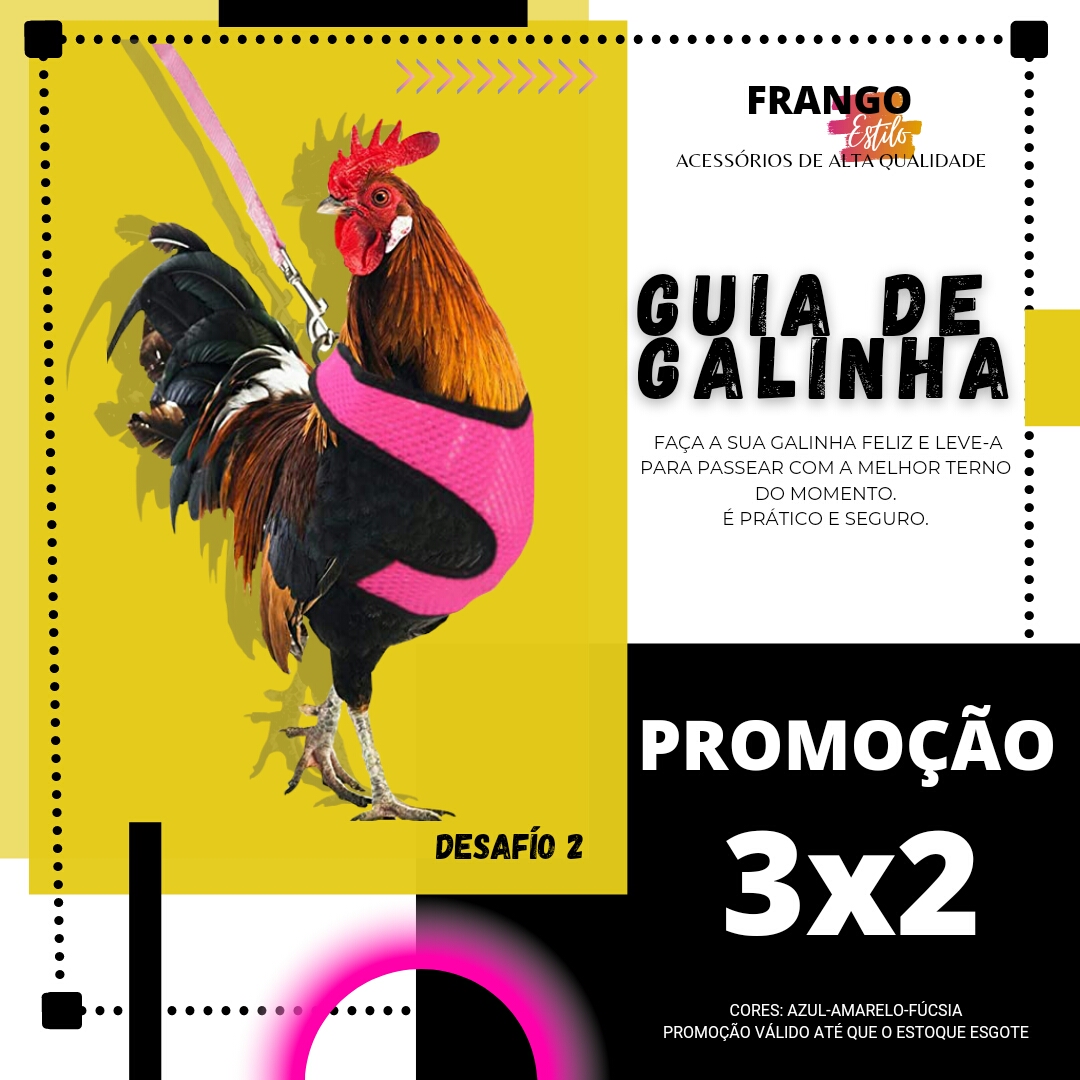 FRANGO
Estilo
ACESSÓRIOS DE ALTA QUALIDADE
GUIA DE
GALINHA
FAÇA A SUA GALINHA FELIZ E LEVE-A
PARA PASSEAR COM A MELHOR TERNO
DO MOMENTO.
É PRÁTICO E SEGURO.
DESAFÍO 2
PROMOÇÃO
3x2
CORES: AZUL-AMARELO-FÚCSIA
PROMOÇÃO VÁLIDO ATÉ QUE O ESTOQUE ESGOTE